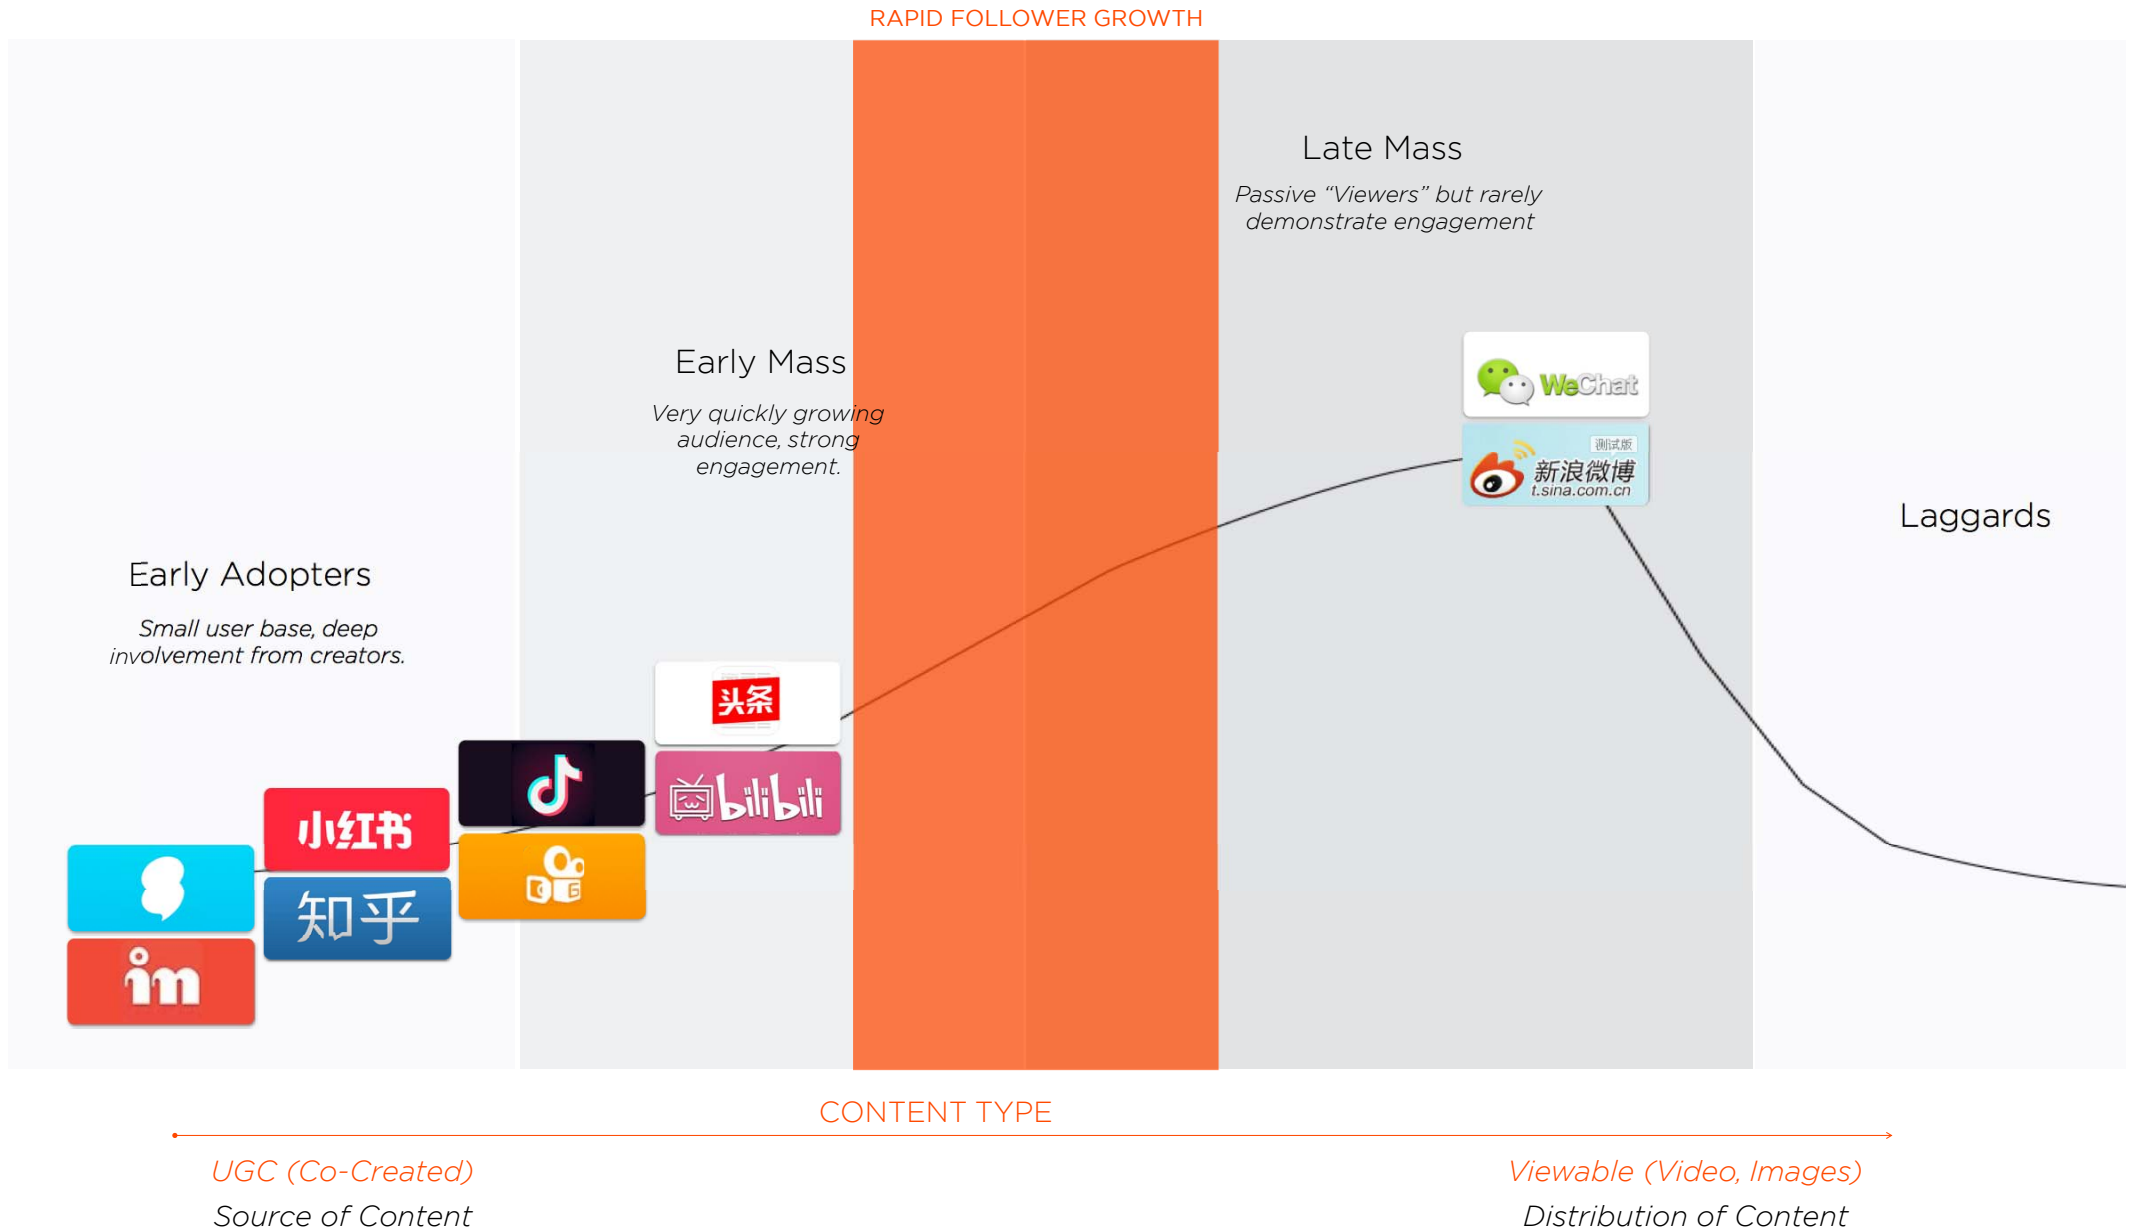 RAPID FOLLOWER GROWTH
Late Mass
Passive “Viewers” but rarely
demonstrate engagement
Early Mass
Very quickly growing
audience, strong
engagement.
WeChat
测试版
新浪微博
t.sina.com.cn
Laggards
Early Adopters
Small user base, deep
involvement from creators.
头条
bilibili
小红书
知乎
in
CONTENT TYPE
UGC (Co-Created)
Viewable (Video, Images)
Source of Content
Distribution of Content